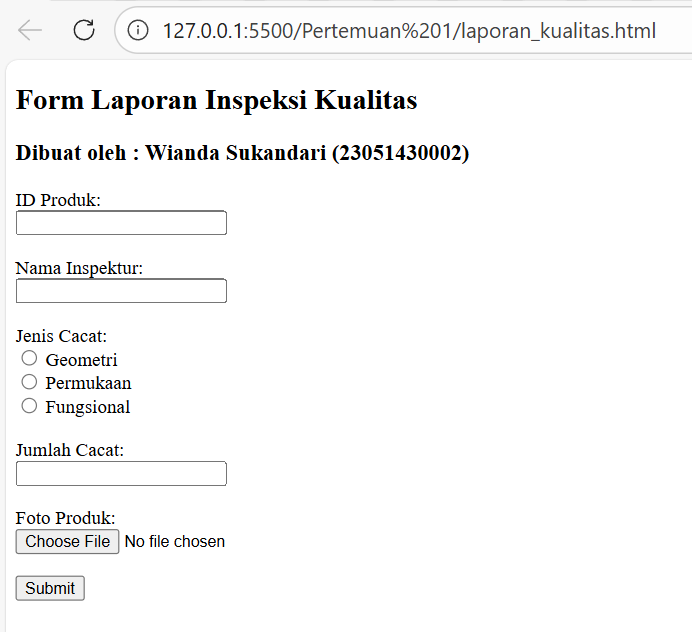 127.0.0.1:5500/Pertemuan%201/laporan_kualitas.html
Form Laporan Inspeksi Kualitas
Dibuat oleh : Wianda Sukandari (23051430002)
ID Produk:
Nama Inspektur:
Jenis Cacat:
Geometri
Permukaan
Fungsional
Jumlah Cacat:
Foto Produk:
Choose File No file chosen
Submit